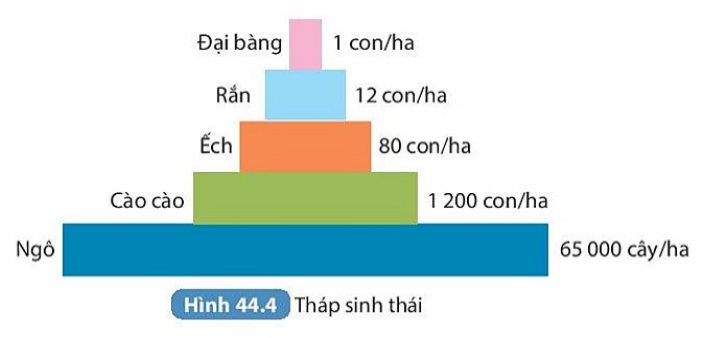 Đại bàng 1 con/ha
Rắn 12 con/ha
Ếch 80 con/ha
Cào cào 1 200 con/ha
Ngô 65 000 cây/ha
Hình 44.4 Tháp sinh thái